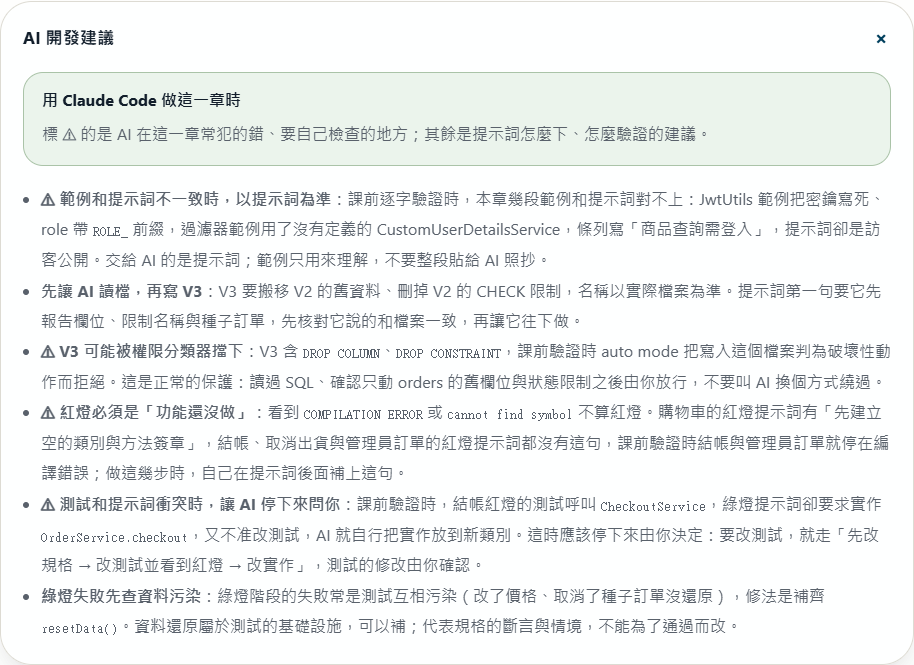 AI 開發建議
×
用 Claude Code 做這一章時
標 ⚠ 的是 AI 在這一章常犯的錯、要自己檢查的地方；其餘是提示詞怎麼下、怎麼驗證的建議。
• ⚠ 範例和提示詞不一致時，以提示詞為準：課前逐字驗證時，本章幾段範例和提示詞對不上：JwtUtils 範例把密鑰寫死、
role 帶 ROLE_ 前綴，過濾器範例用了沒有定義的 CustomUserDetailsService，條列寫「商品查詢需登入」，提示詞卻是訪
客公開。交給 AI 的是提示詞；範例只用來理解，不要整段貼給 AI 照抄。
• 先讓 AI 讀檔，再寫 V3：V3 要搬移 V2 的舊資料、刪掉 V2 的 CHECK 限制，名稱以實際檔案為準。提示詞第一句要它先
報告欄位、限制名稱與種子訂單，先核對它說的和檔案一致，再讓它往下做。
• ⚠ V3 可能被權限分類器擋下：V3 含 DROP COLUMN、DROP CONSTRAINT，課前驗證時 auto mode 把寫入這個檔案判為破壞性動
作而拒絕。這是正常的保護：讀過 SQL、確認只動 orders 的舊欄位與狀態限制之後由你放行，不要叫 AI 換個方式繞過。
• ⚠ 紅燈必須是「功能還沒做」：看到 COMPILATION ERROR 或 cannot find symbol 不算紅燈。購物車的紅燈提示詞有「先建立
空的類別與方法簽章」，結帳、取消出貨與管理員訂單的紅燈提示詞都沒有這句，課前驗證時結帳與管理員訂單就停在編
譯錯誤；做這幾步時，自己在提示詞後面補上這句。
• ⚠ 測試和提示詞衝突時，讓 AI 停下來問你：課前驗證時，結帳紅燈的測試呼叫 CheckoutService，綠燈提示詞卻要求實作
OrderService.checkout，又不准改測試，AI 就自行把實作放到新類別。這時應該停下來由你決定：要改測試，就走「先改
規格 → 改測試並看到紅燈 → 改實作」，測試的修改由你確認。
• 綠燈失敗先查資料污染：綠燈階段的失敗常是測試互相污染（改了價格、取消了種子訂單沒還原），修法是補齊
resetData()。資料還原屬於測試的基礎設施，可以補；代表規格的斷言與情境，不能為了通過而改。